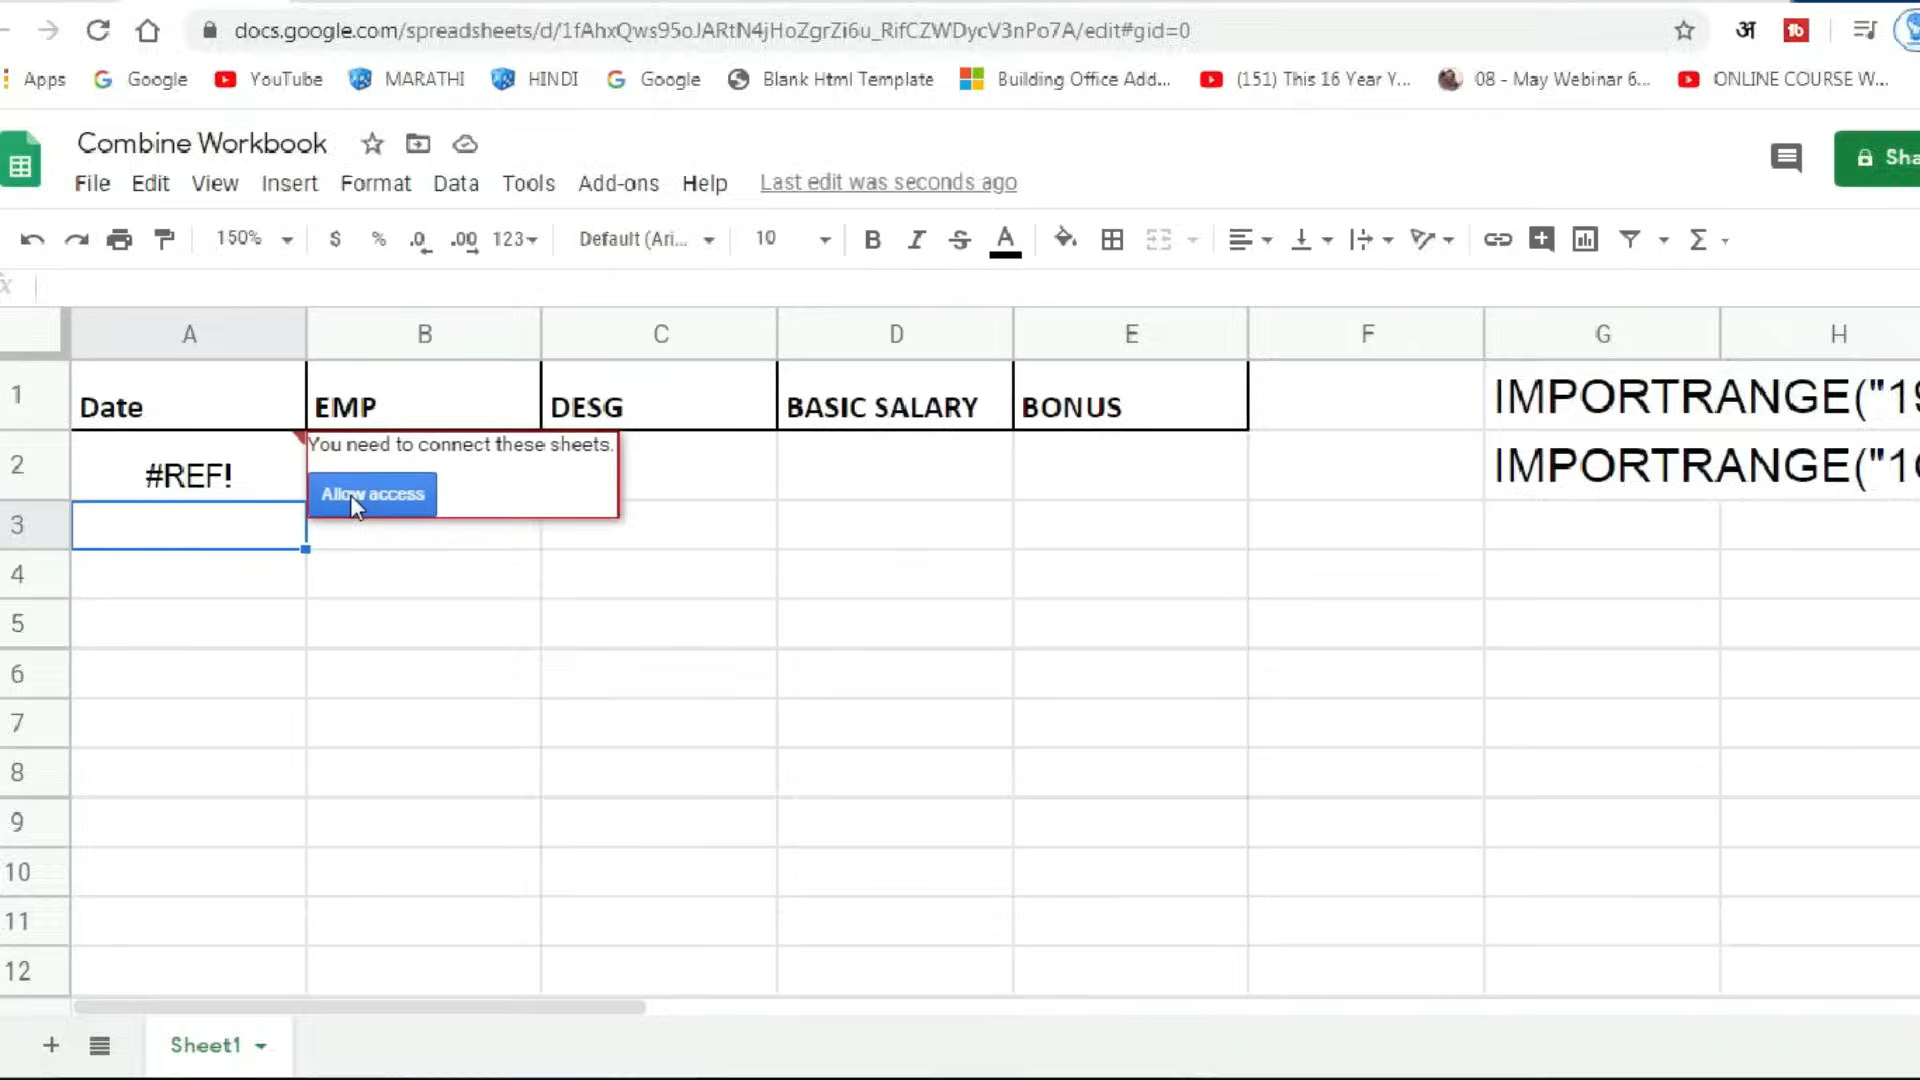 docs.google.com/spreadsheets/d/1fAhxQws95oJARtN4jHoZgrZi6u_RifCZWDycV3nPo7A/edit#gid=0
अ
Apps Google YouTube MARATHI HINDI Google Blank Html Template Building Office Add... (151) This 16 Year Y... 08 - May Webinar 6... ONLINE COURSE W...
Combine Workbook
Sha
File Edit View Insert Format Data Tools Add-ons Help Last edit was seconds ago
150% $ % .0 .00 123 Default (Ari... 10 B I S A Σ
A B C D E F G H
1 Date EMP DESG BASIC SALARY BONUS IMPORTRANGE("19
You need to connect these sheets.
2 #REF! IMPORTRANGE("1
Allow access
3
4
5
6
7
8
9
10
11
12
+ Sheet1